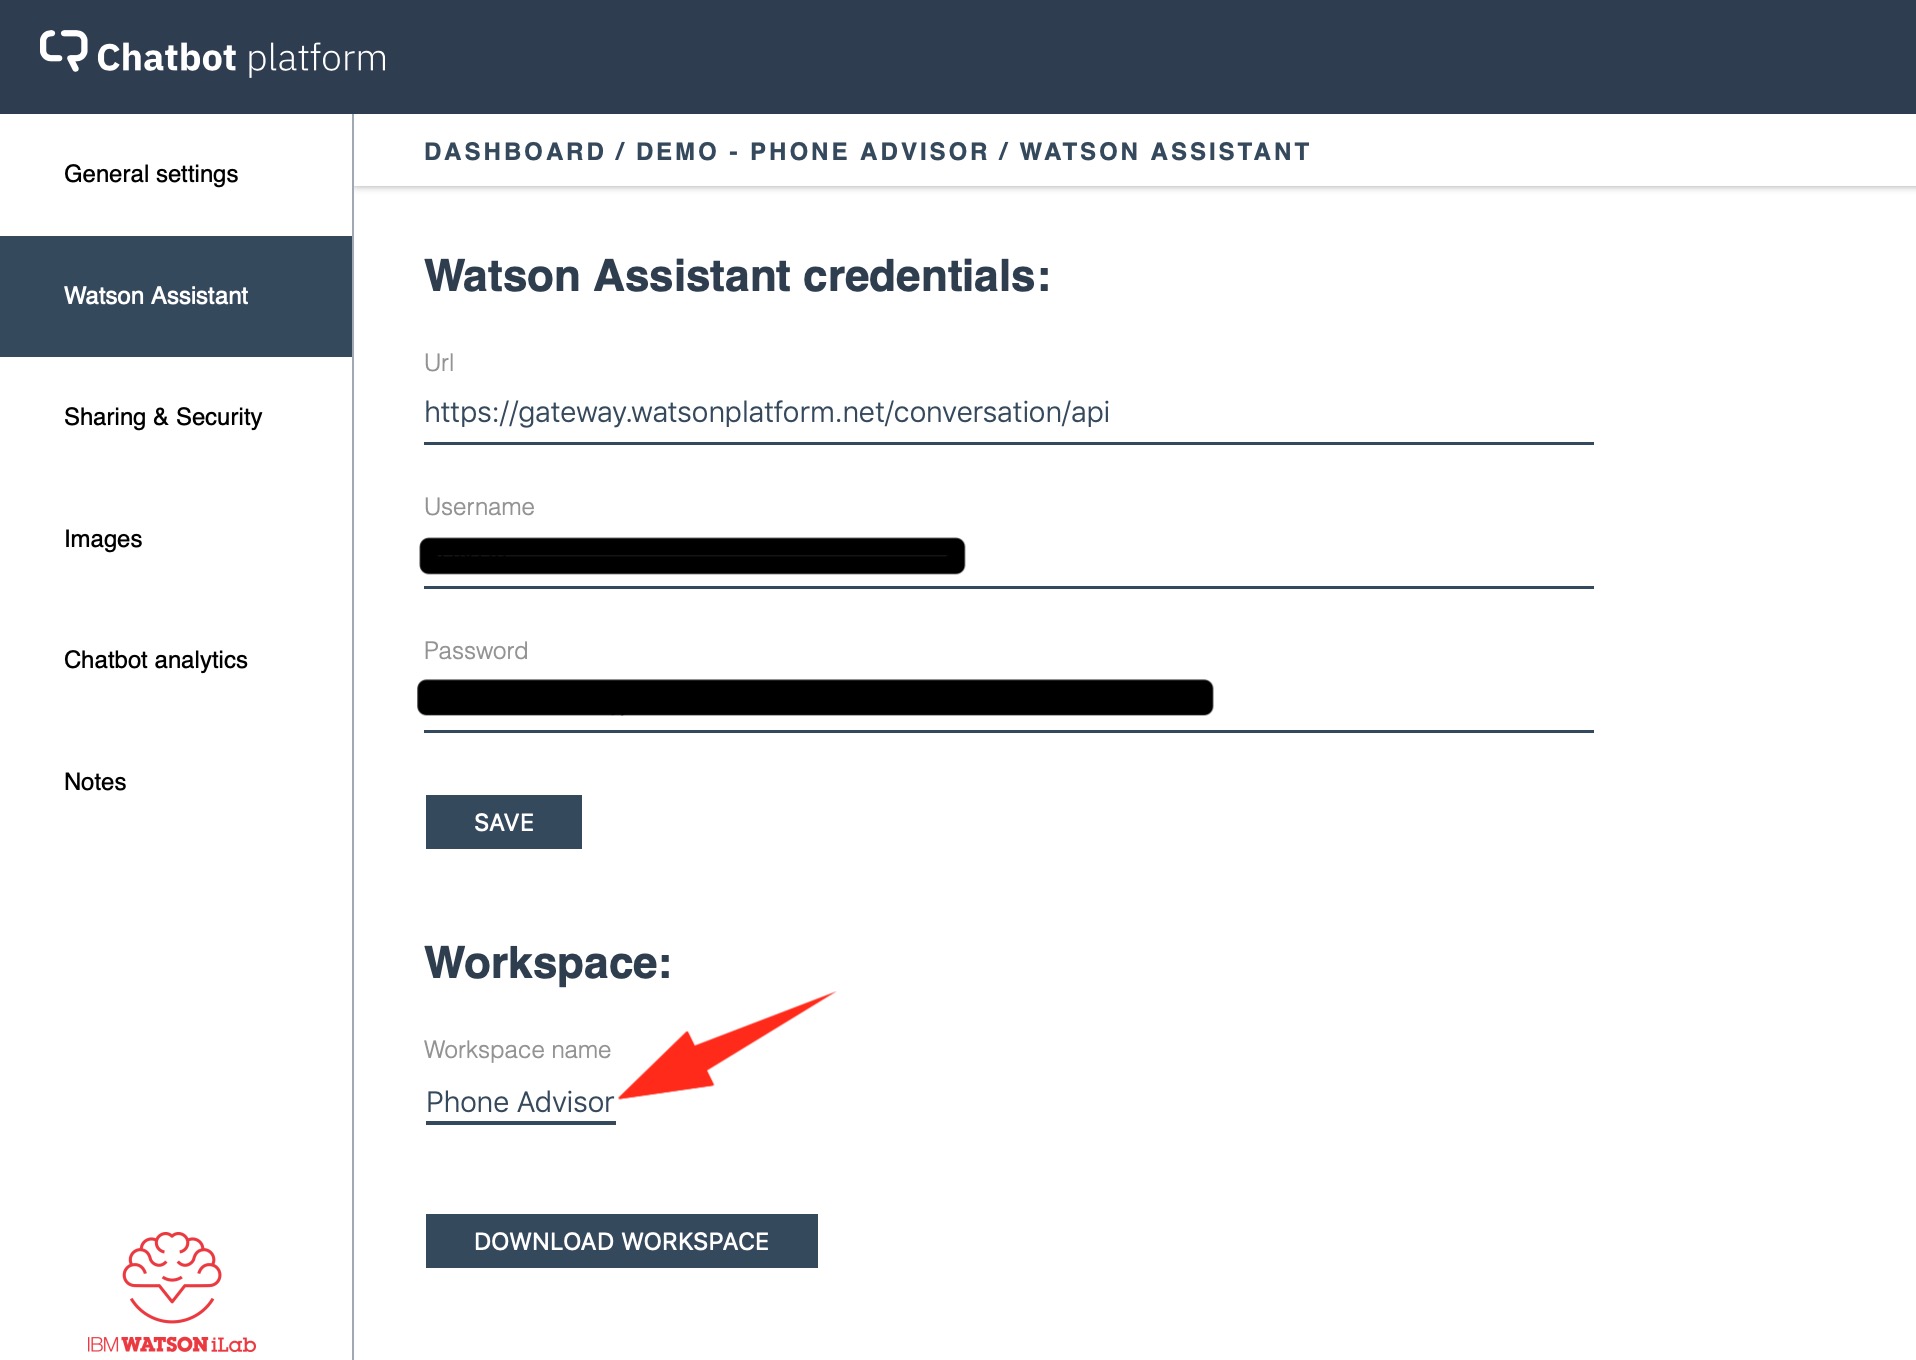 Chatbot platform
General settings
Watson Assistant
Sharing & Security
Images
Chatbot analytics
Notes
IBM WATSON iLab
DASHBOARD / DEMO - PHONE ADVISOR / WATSON ASSISTANT
Watson Assistant credentials:
Url
https://gateway.watsonplatform.net/conversation/api
Username
Password
SAVE
Workspace:
Workspace name
Phone Advisor
DOWNLOAD WORKSPACE